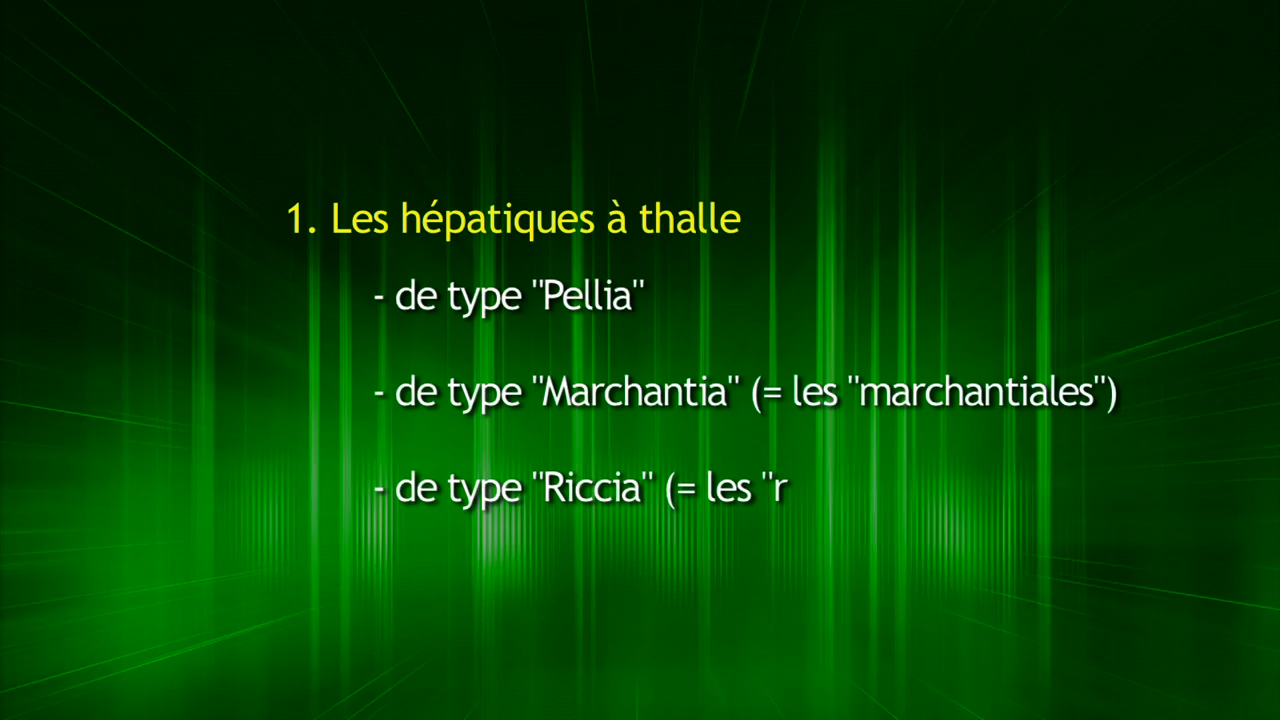 1. Les hépatiques à thalle
- de type "Pellia"
- de type "Marchantia" (= les "marchantiales")
- de type "Riccia" (= les "r